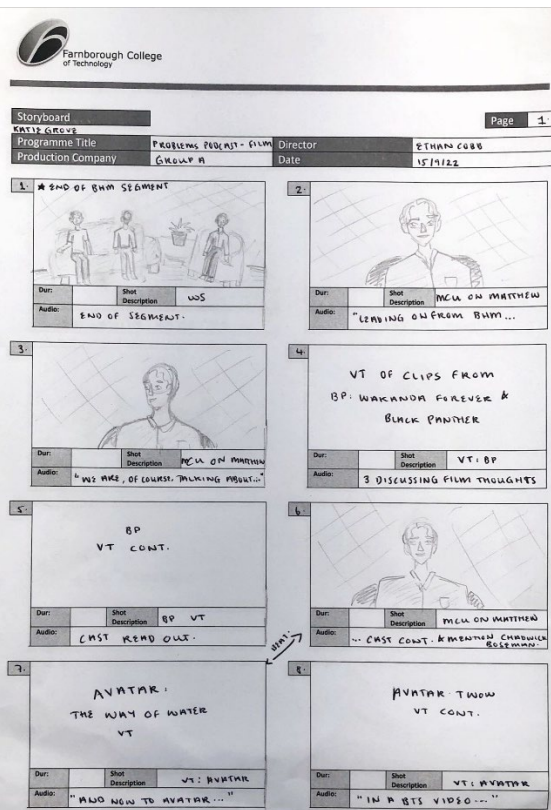 Farnborough College
of Technology
Storyboard
Page 1
KATIE GROVE
Programme Title PROBLEMS PODCAST - FILM Director ETHAN COBB
Production Company GROUP A Date 15/9/22
1. * END OF BHM SEGMENT
Dur: Shot Description WS
Audio: END OF SEGMENT.
2.
Dur: Shot Description MCU ON MATTHEW
Audio: "LEADING ON FROM BHM...
3.
Dur: Shot Description MCU ON MATTHEW
Audio: "WE ARE, OF COURSE, TALKING ABOUT..."
4.
VT OF CLIPS FROM
BP: WAKANDA FOREVER &
BLACK PANTHER
Dur: Shot Description VT: BP
Audio: 3 DISCUSSING FILM THOUGHTS
5.
BP
VT CONT.
Dur: Shot Description BP VT
Audio: CAST READ OUT.
6.
Dur: Shot Description MCU ON MATTHEW
Audio: ... CAST CONT. & MENTION CHADWICK
BOSEMAN.
7.
AVATAR:
THE WAY OF WATER
VT
Dur: Shot Description VT: AVATAR
Audio: "AND NOW TO AVATAR..."
8.
AVATAR TWOW
VT CONT.
Dur: Shot Description VT: AVATAR
Audio: "IN A BTS VIDEO..."